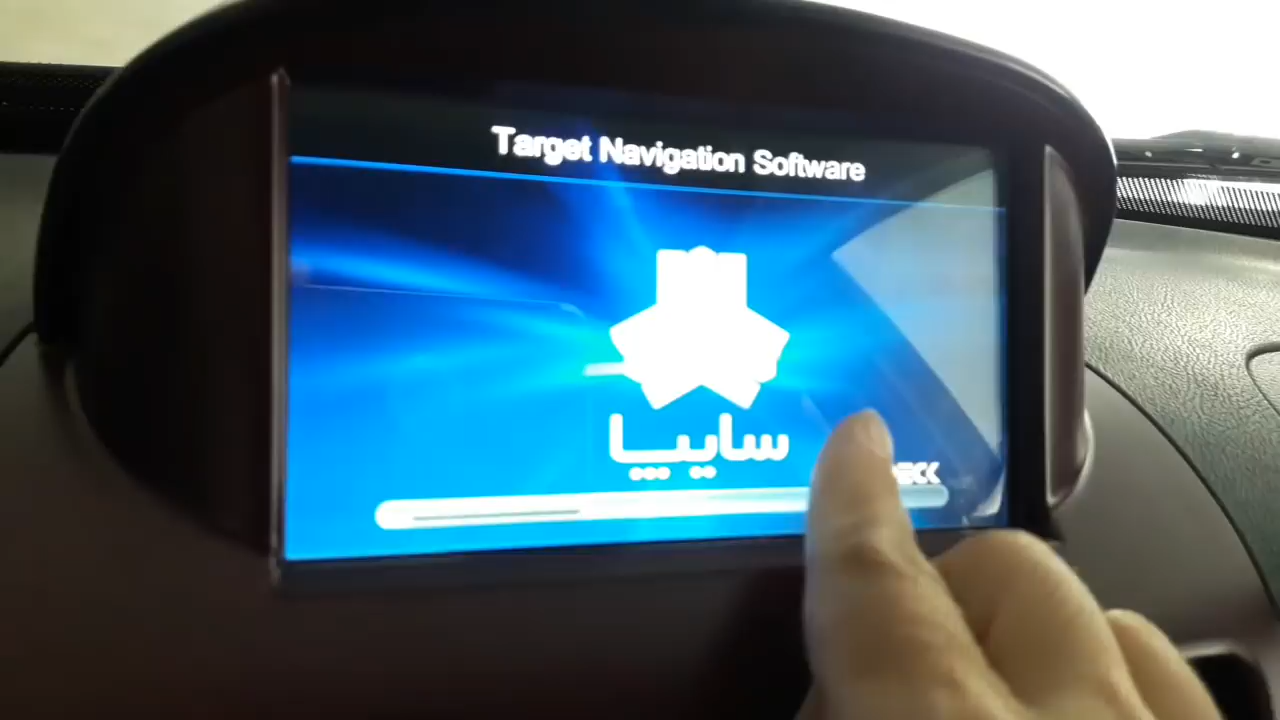 Target Navigation Software
سایپا